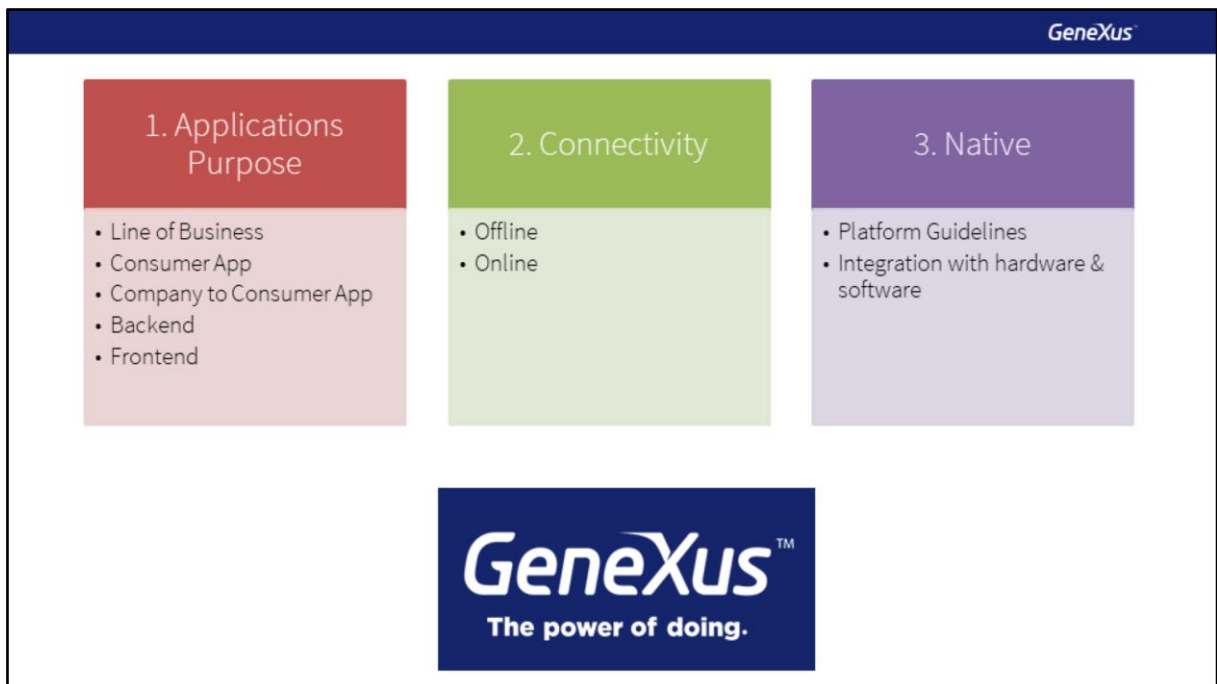 GeneXus™
1. Applications
Purpose
• Line of Business
• Consumer App
• Company to Consumer App
• Backend
• Frontend
2. Connectivity
• Offline
• Online
3. Native
• Platform Guidelines
• Integration with hardware &
software
GeneXus™
The power of doing.